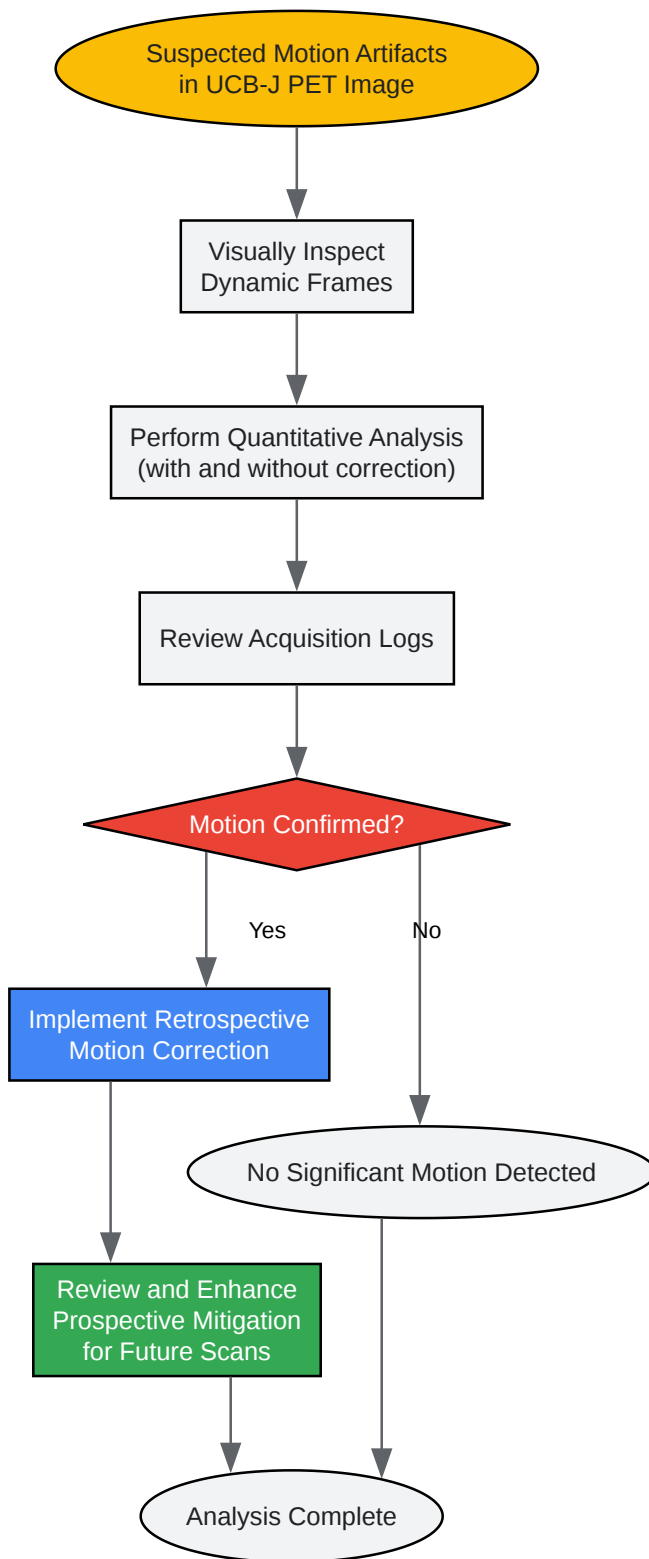 Suspected Motion Artifacts
in UCB-J PET Image
Visually Inspect
Dynamic Frames
Perform Quantitative Analysis
(with and without correction)
Review Acquisition Logs
Motion Confirmed?
Yes
No
Implement Retrospective
Motion Correction
No Significant Motion Detected
Review and Enhance
Prospective Mitigation
for Future Scans
Analysis Complete